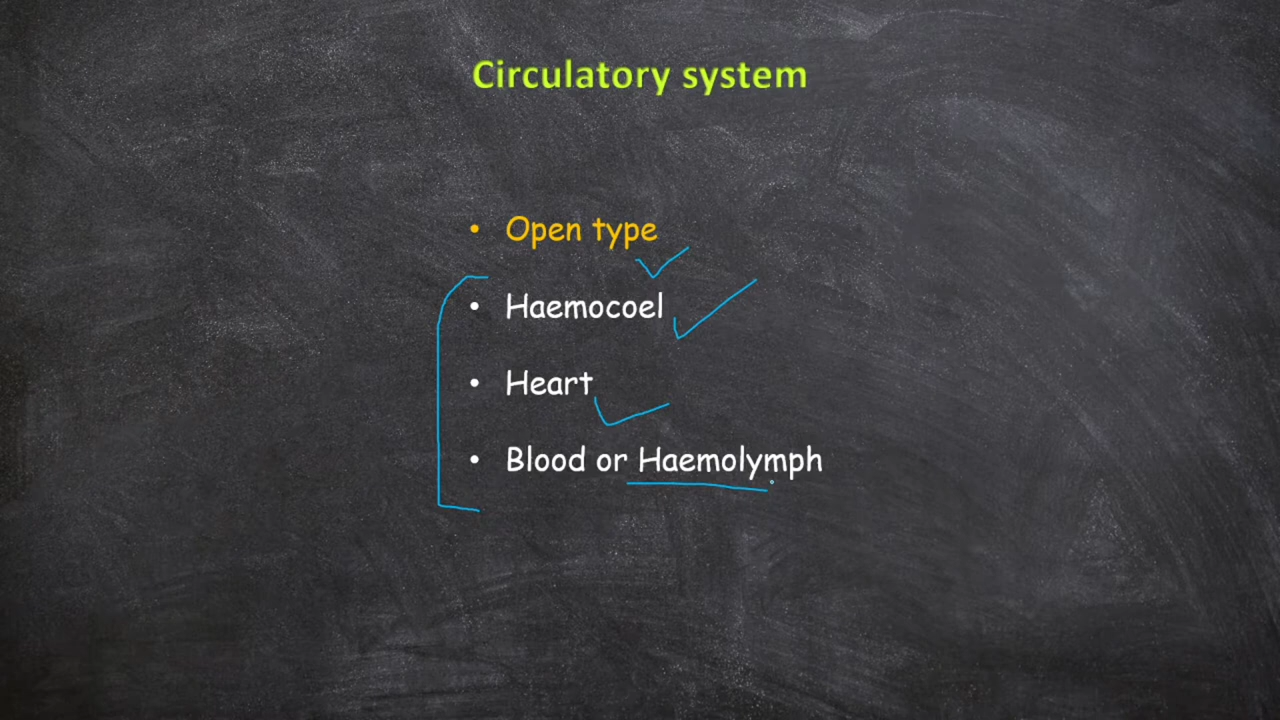 Circulatory system
• Open type
• Haemocoel
• Heart
• Blood or Haemolymph